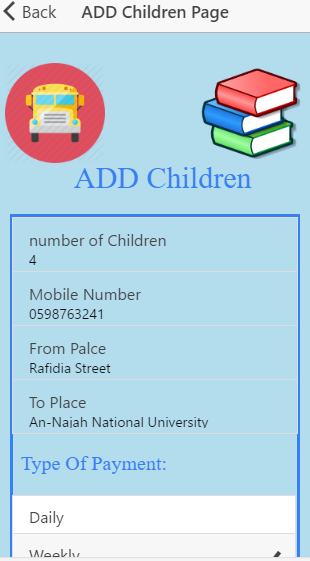 Back ADD Children Page
ADD Children
number of Children
4
Mobile Number
0598763241
From Palce
Rafidia Street
To Place
An-Najah National University
Type Of Payment:
Daily
Weekly